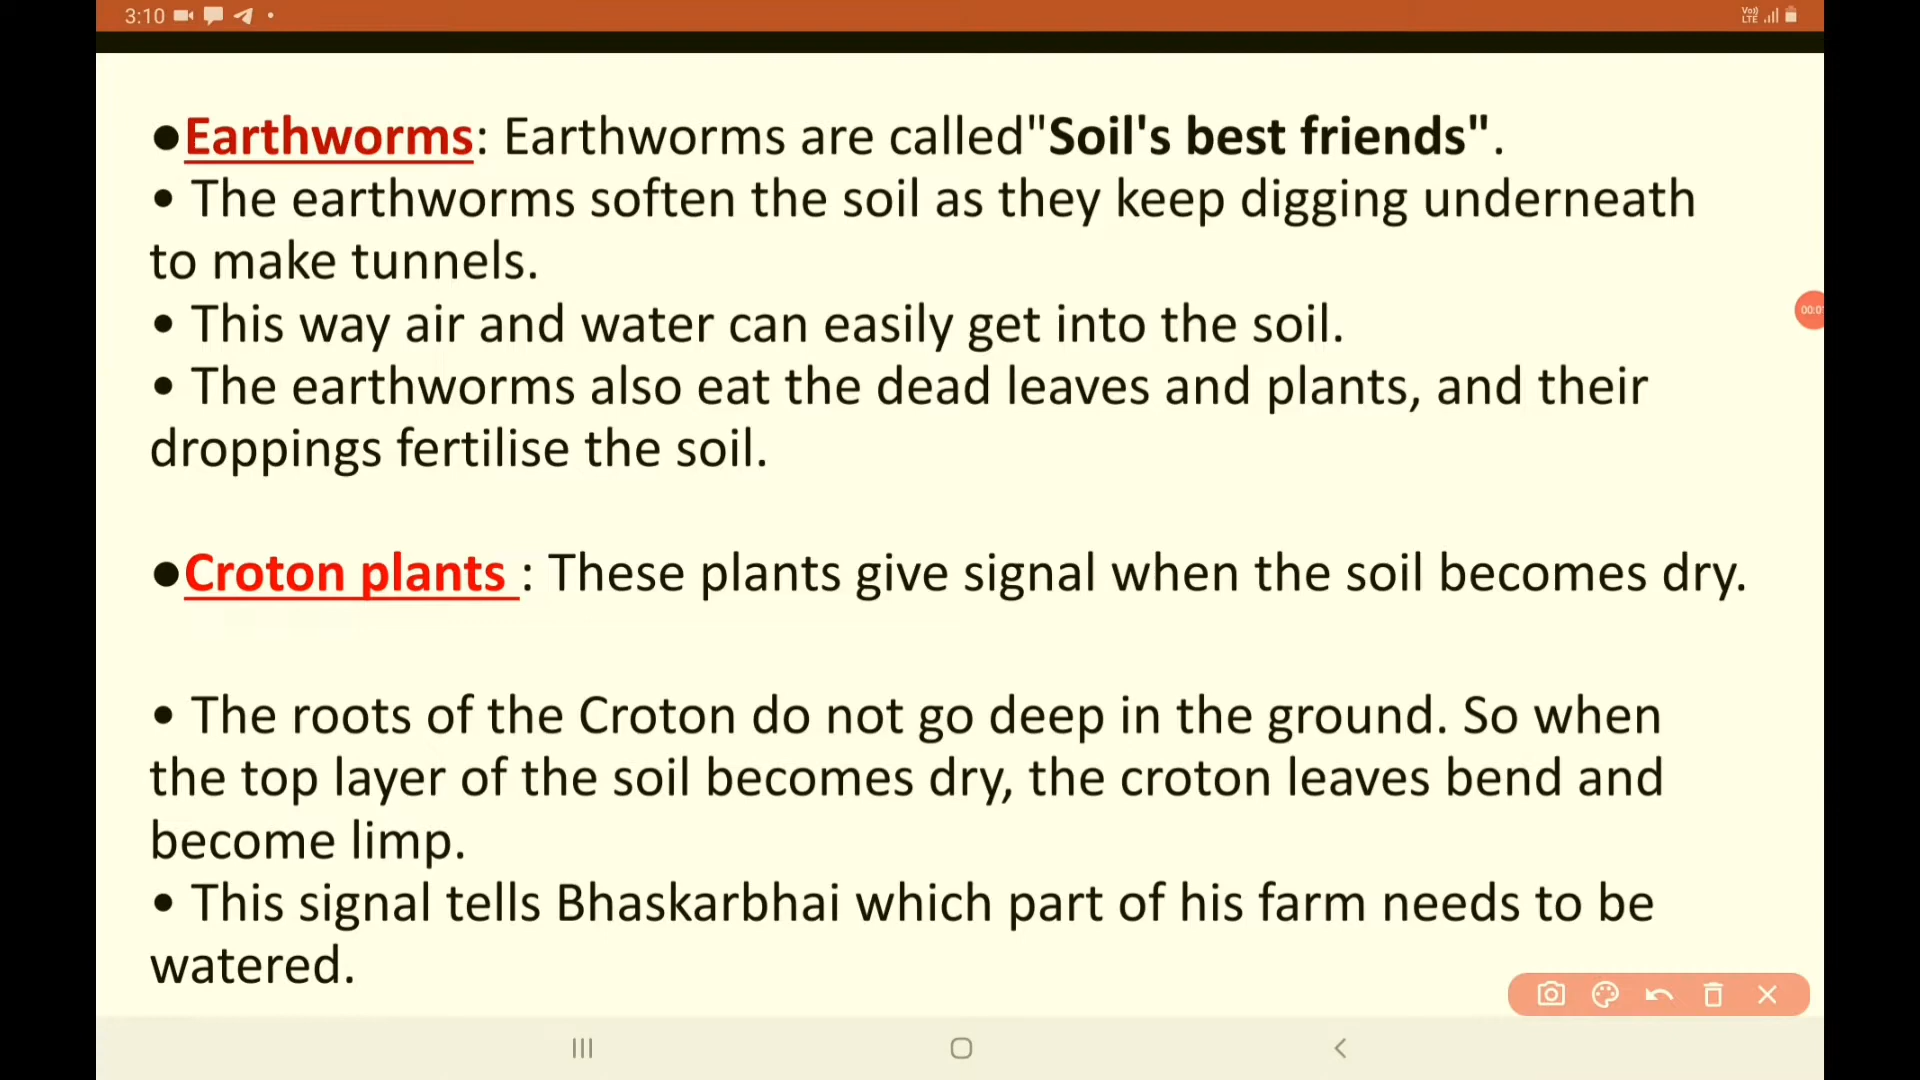 3:10
Vo))
LTE
●Earthworms: Earthworms are called"Soil's best friends".
• The earthworms soften the soil as they keep digging underneath
to make tunnels.
• This way air and water can easily get into the soil.
• The earthworms also eat the dead leaves and plants, and their
droppings fertilise the soil.
●Croton plants : These plants give signal when the soil becomes dry.
• The roots of the Croton do not go deep in the ground. So when
the top layer of the soil becomes dry, the croton leaves bend and
become limp.
• This signal tells Bhaskarbhai which part of his farm needs to be
watered.